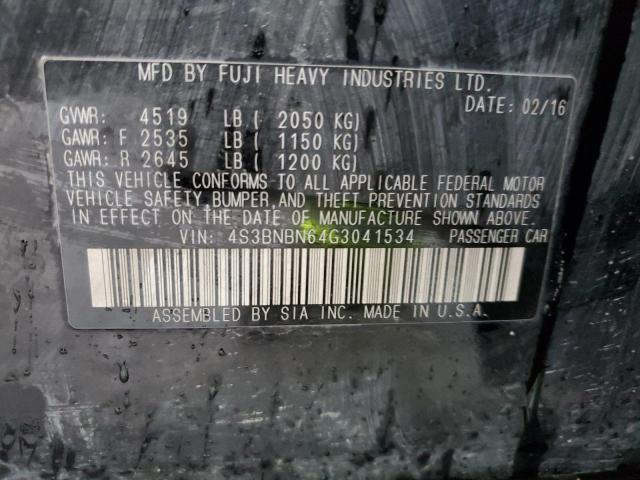 MFD BY FUJI HEAVY INDUSTRIES LTD.
DATE: 02/16
GVWR: 4519 LB ( 2050 KG)
GAWR: F 2535 LB ( 1150 KG)
GAWR: R 2645 LB ( 1200 KG)
THIS VEHICLE CONFORMS TO ALL APPLICABLE FEDERAL MOTOR
VEHICLE SAFETY, BUMPER, AND THEFT PREVENTION STANDARDS
IN EFFECT ON THE DATE OF MANUFACTURE SHOWN ABOVE.
VIN: 4S3BNBN64G3041534 PASSENGER CAR
ASSEMBLED BY SIA INC. MADE IN U.S.A.